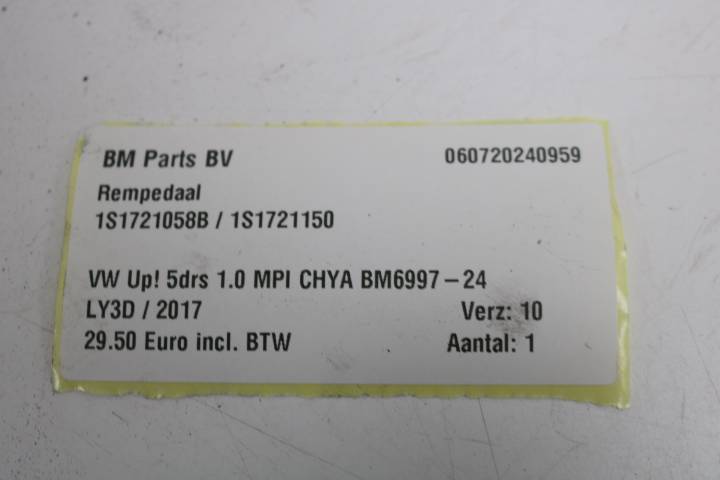 BM Parts BV 060720240959
Rempedaal
1S1721058B / 1S1721150
VW Up! 5drs 1.0 MPI CHYA BM6997-24
LY3D / 2017 Verz: 10
29.50 Euro incl. BTW Aantal: 1